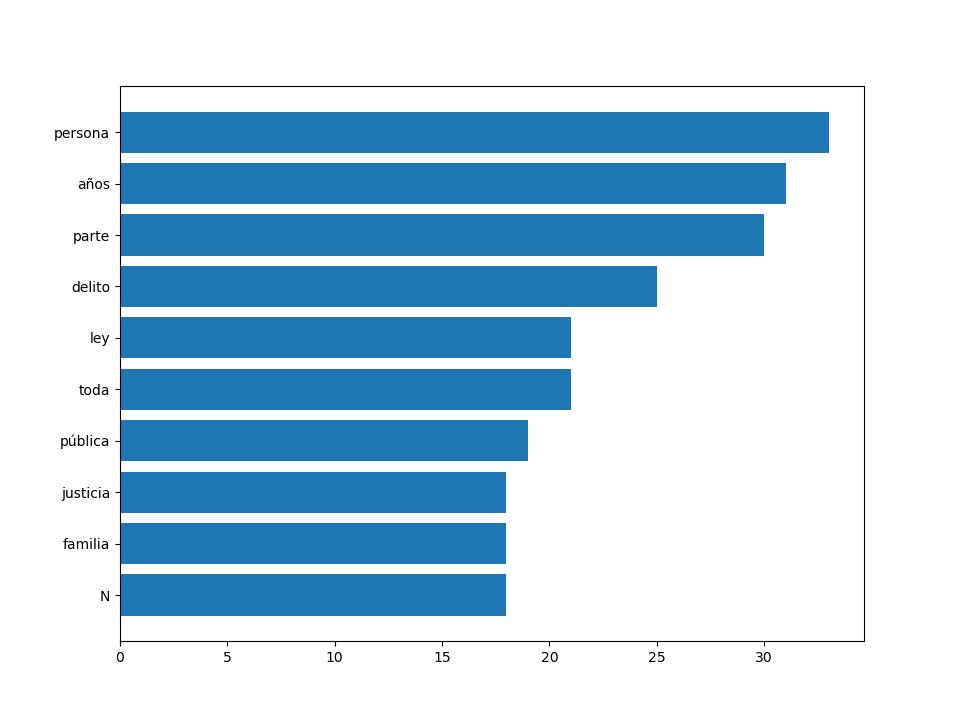 persona
años
parte
delito
ley
toda
pública
justicia
familia
N
0 5 10 15 20 25 30